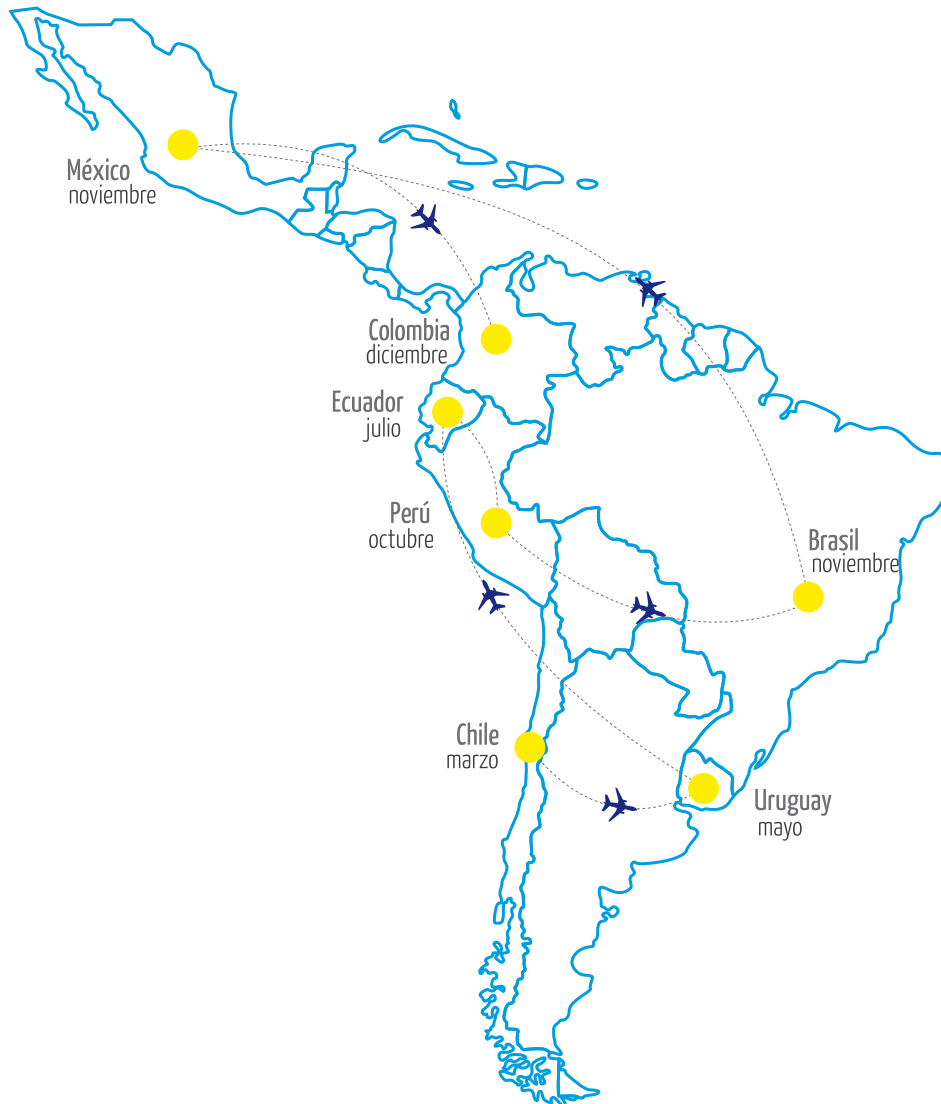 México
noviembre
Colombia
diciembre
Ecuador
julio
Perú
octubre
Brasil
noviembre
Chile
marzo
Uruguay
mayo